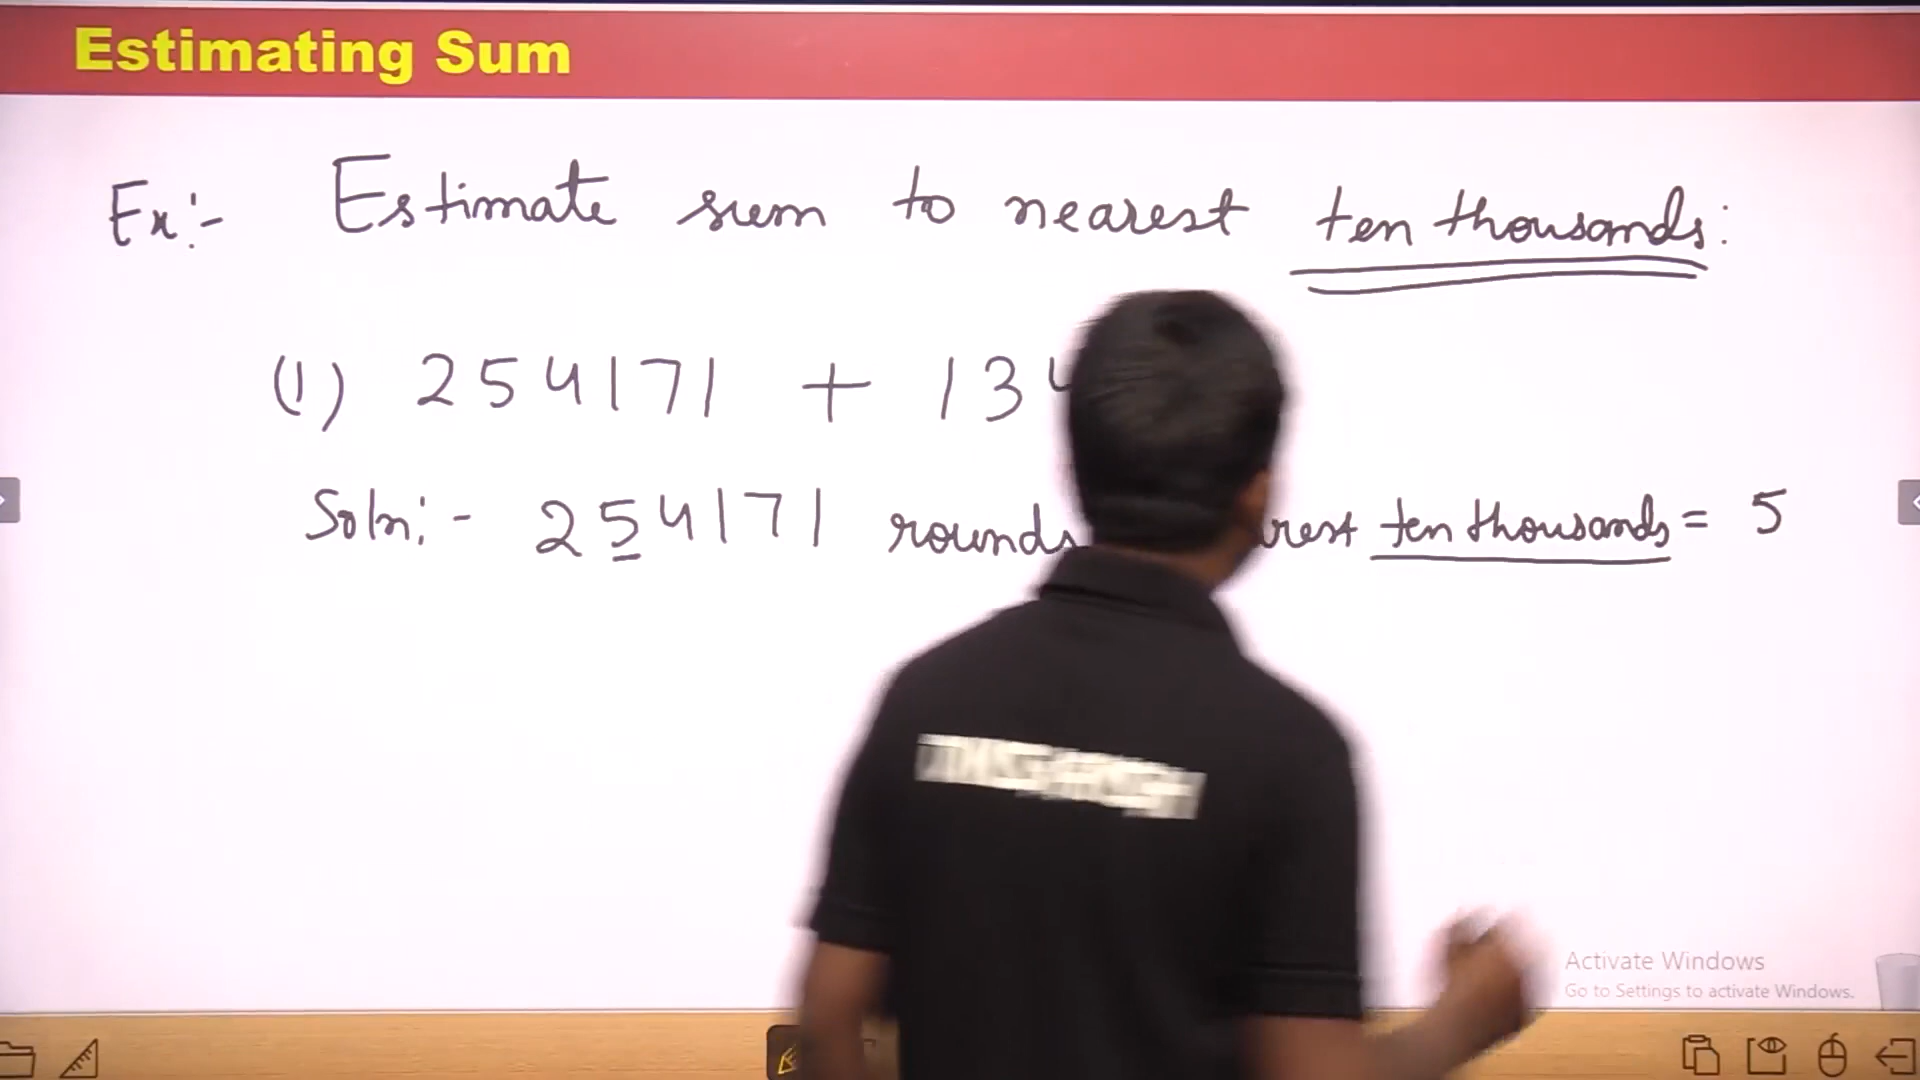 Estimating Sum
Ex:- Estimate sum to nearest ten thousands:
(1) 254171 + 134
Soln:- 254171 rounds rest ten thousands = 5
Activate Windows
Go to Settings to activate Windows.